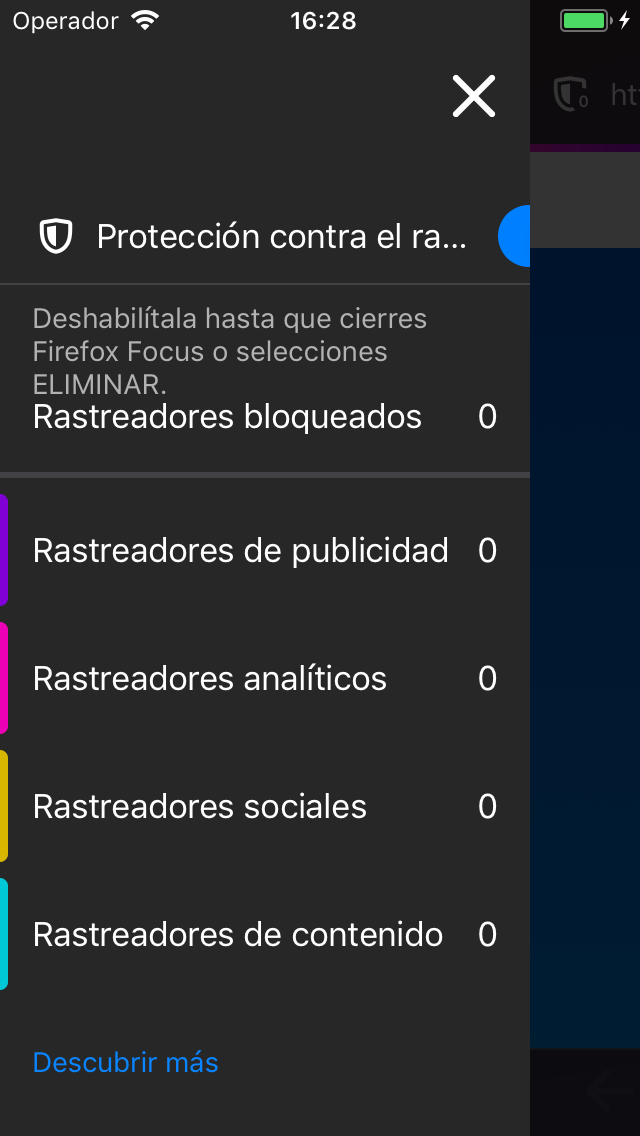 Operador 16:28
0 ht
Protección contra el ra...
Deshabilítala hasta que cierres
Firefox Focus o selecciones
ELIMINAR.
Rastreadores bloqueados 0
Rastreadores de publicidad 0
Rastreadores analíticos 0
Rastreadores sociales 0
Rastreadores de contenido 0
Descubrir más